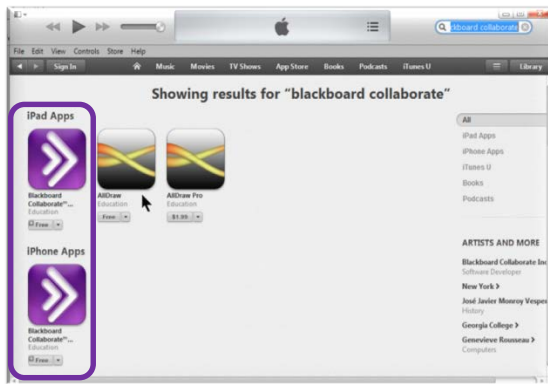 dkboard collaborate
File Edit View Controls Store Help
Sign In Music Movies TV Shows App Store Books Podcasts iTunes U Library
Showing results for “blackboard collaborate”
iPad Apps
Blackboard
Collaborate™...
Education
Free
AllDraw
Education
Free
AllDraw Pro
Education
$1.99
iPhone Apps
Blackboard
Collaborate™...
Education
Free
All
iPad Apps
iPhone Apps
iTunes U
Books
Podcasts
ARTISTS AND MORE
Blackboard Collaborate Inc
Software Developer
New York >
José Javier Monroy Vesper
History
Georgia College >
Genevieve Rousseau >
Computers